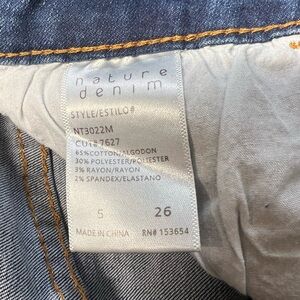 nature
denim
STYLE/ESTILO#
NT3022M
CUT# 7627
65%COTTON/ALGODON
30% POLYESTER/POLIESTER
3% RAYON/RAYON
2% SPANDEX/ELASTANO
5 26
MADE IN CHINA RN# 153654